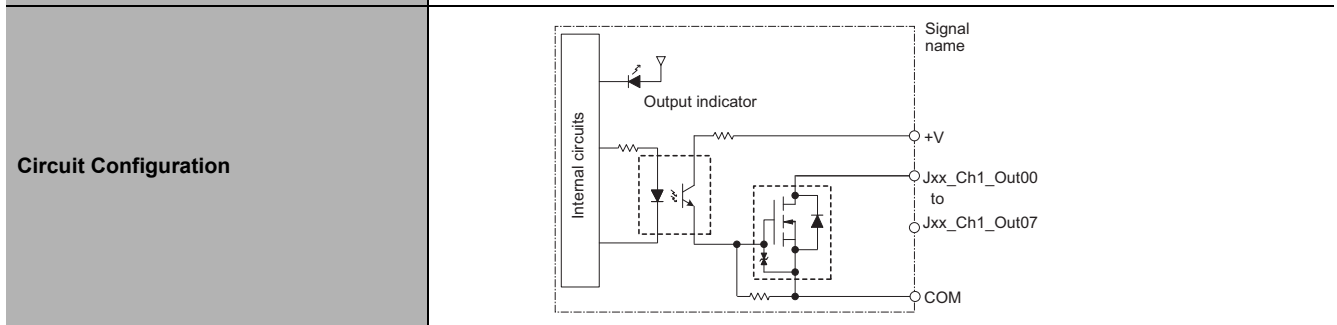 Circuit Configuration
Signal
name
Internal circuits
Output indicator
+V
Jxx_Ch1_Out00
to
Jxx_Ch1_Out07
COM